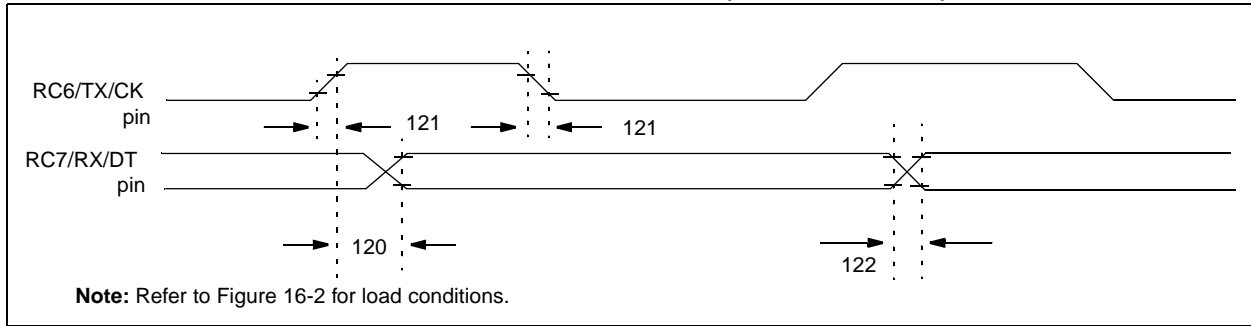 RC6/TX/CK
pin
121
121
RC7/RX/DT
pin
120
122
Note: Refer to Figure 16-2 for load conditions.